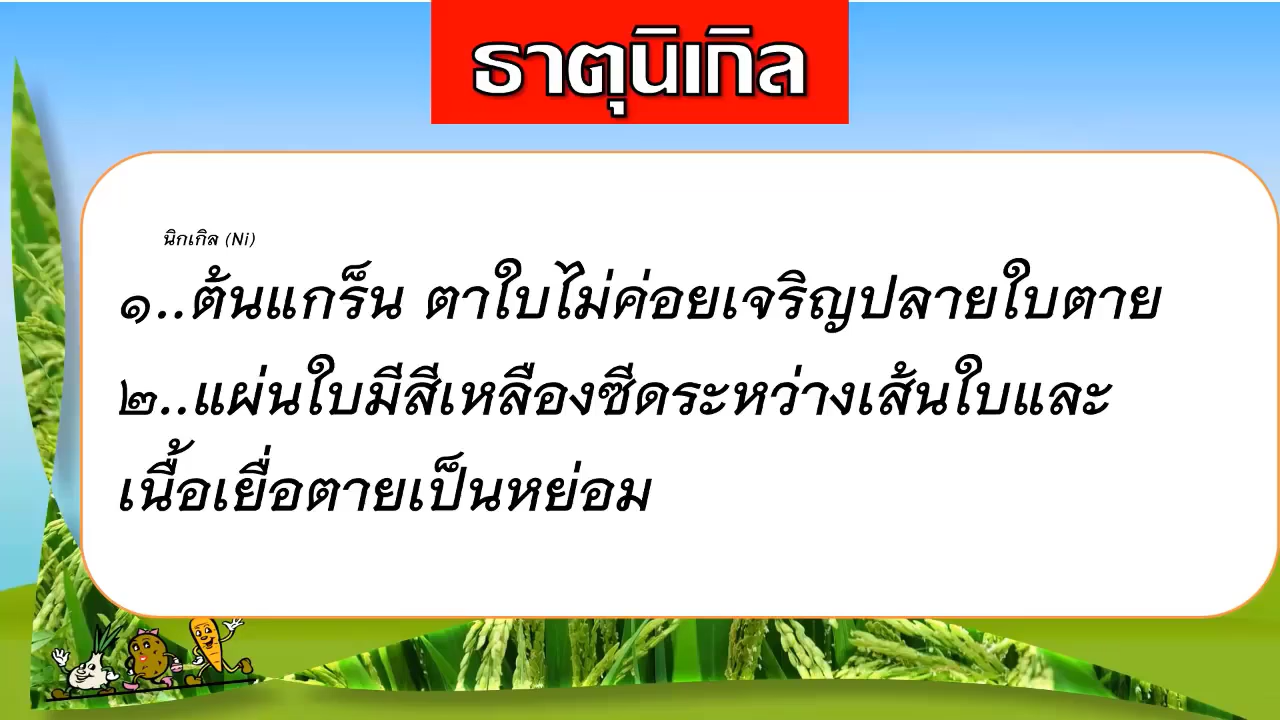 ธาตุนิเกิล
นิกเกิล (Ni)
๑..ต้นแกร็น ตาใบไม่ค่อยเจริญปลายใบตาย
๒..แผ่นใบมีสีเหลืองซีดระหว่างเส้นใบและ
เนื้อเยื่อตายเป็นหย่อม